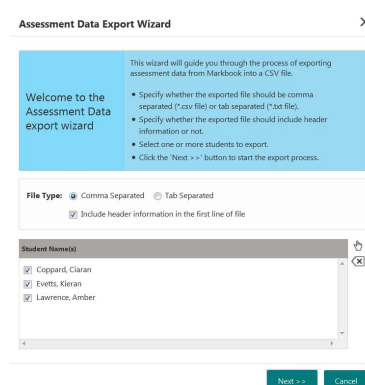 Assessment Data Export Wizard
Welcome to the
Assessment Data
export wizard
This wizard will guide you through the process of exporting
assessment data from Markbook into a CSV file.
• Specify whether the exported file should be comma
separated (*.csv file) or tab separated (*.txt file).
• Specify whether the exported file should include header
information or not.
• Select one or more students to export.
• Click the 'Next >>' button to start the export process.
File Type: Comma Separated Tab Separated
Include header information in the first line of file
Student Name(s)
Coppard, Ciaran
Evetts, Kieran
Lawrence, Amber
Next >> Cancel